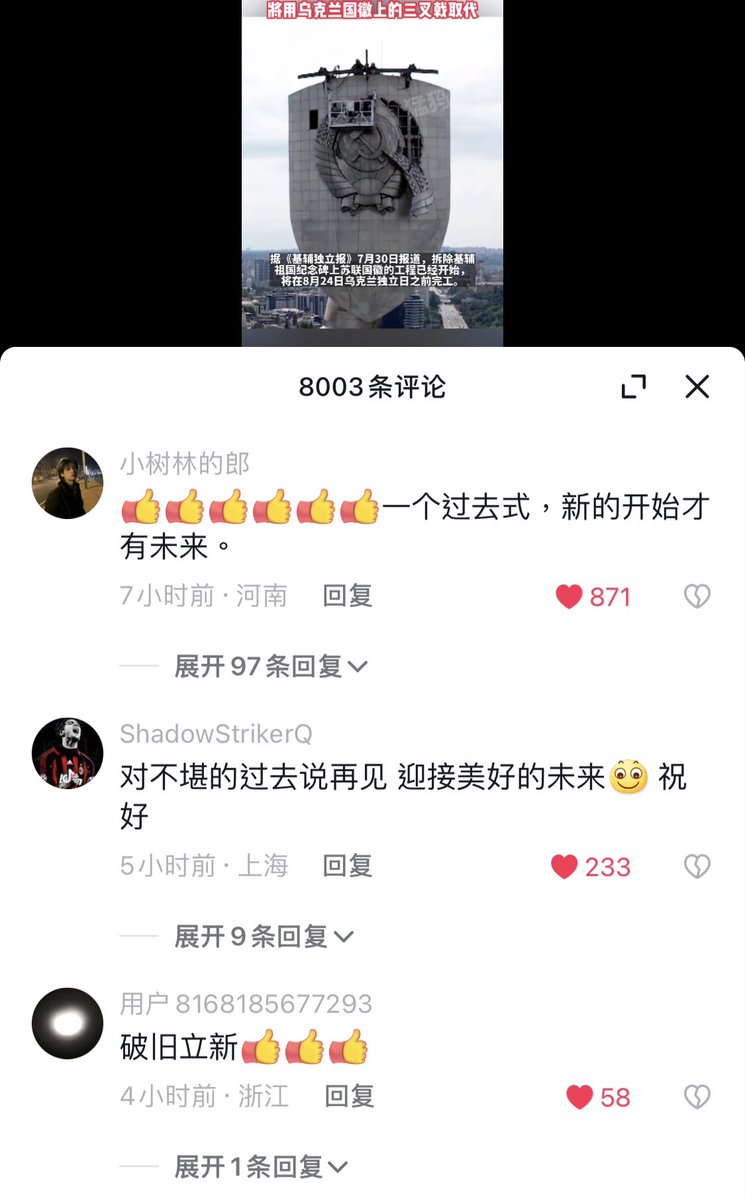 将用乌克兰国徽上的三叉戟取代
据《基辅独立报》7月30日报道，拆除基辅
祖国纪念碑上苏联国徽的工程已经开始，
将在8月24日乌克兰独立日之前完工。
8003条评论
小树林的郎
👍👍👍👍👍👍一个过去式，新的开始才
有未来。
7小时前·河南 回复 871
展开97条回复
ShadowStrikerQ
对不堪的过去说再见 迎接美好的未来 祝
好
5小时前·上海 回复 233
展开9条回复
用户8168185677293
破旧立新👍👍👍
4小时前·浙江 回复 58
展开1条回复